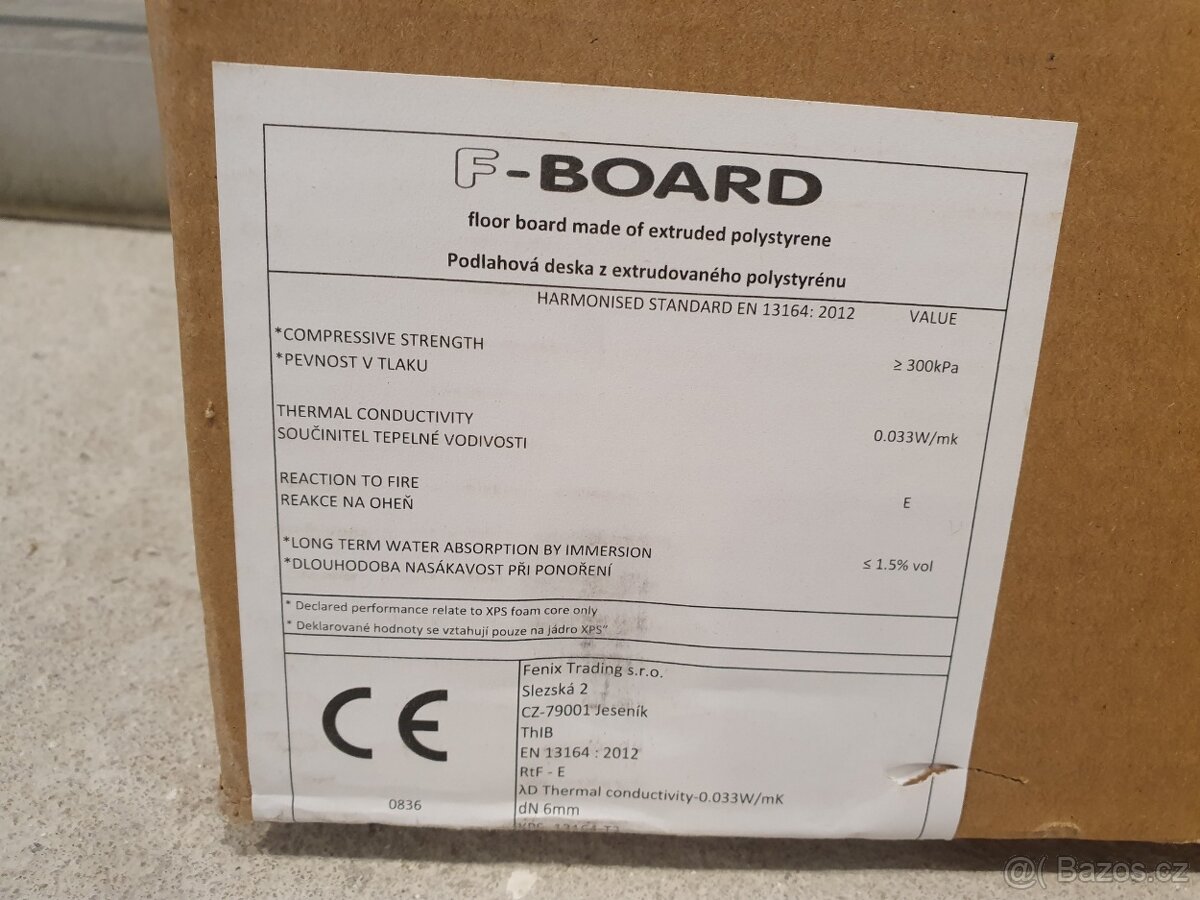 F-BOARD
floor board made of extruded polystyrene
Podlahová deska z extrudovaného polystyrénu
HARMONISED STANDARD EN 13164: 2012 VALUE
*COMPRESSIVE STRENGTH
*PEVNOST V TLAKU ≥ 300kPa
THERMAL CONDUCTIVITY
SOUČINITEL TEPELNÉ VODIVOSTI 0.033W/mk
REACTION TO FIRE
REAKCE NA OHEŇ E
*LONG TERM WATER ABSORPTION BY IMMERSION
*DLOUHODOBA NASÁKAVOST PŘI PONOŘENÍ ≤ 1.5% vol
* Declared performance relate to XPS foam core only
* Deklarované hodnoty se vztahují pouze na jádro XPS"
CE
0836
Fenix Trading s.r.o.
Slezská 2
CZ-79001 Jeseník
ThIB
EN 13164 : 2012
RtF - E
λD Thermal conductivity-0.033W/mK
dN 6mm
@( Bazos.cz